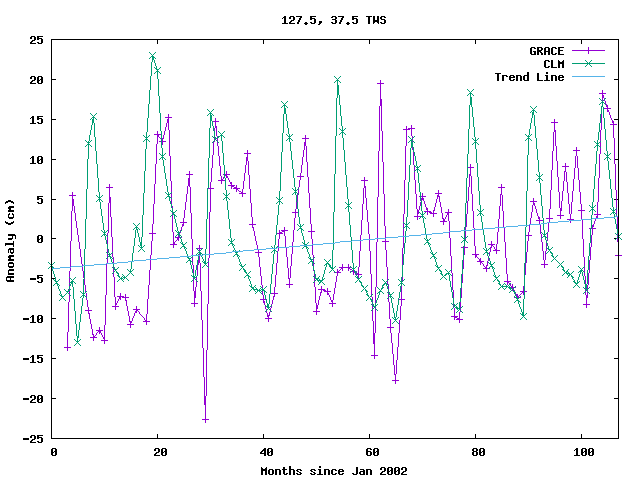 127.5, 37.5 TWS
GRACE
CLM
Trend Line
25
20
15
10
5
0
-5
-10
-15
-20
-25
Anomaly (cm)
0 20 40 60 80 100
Months since Jan 2002